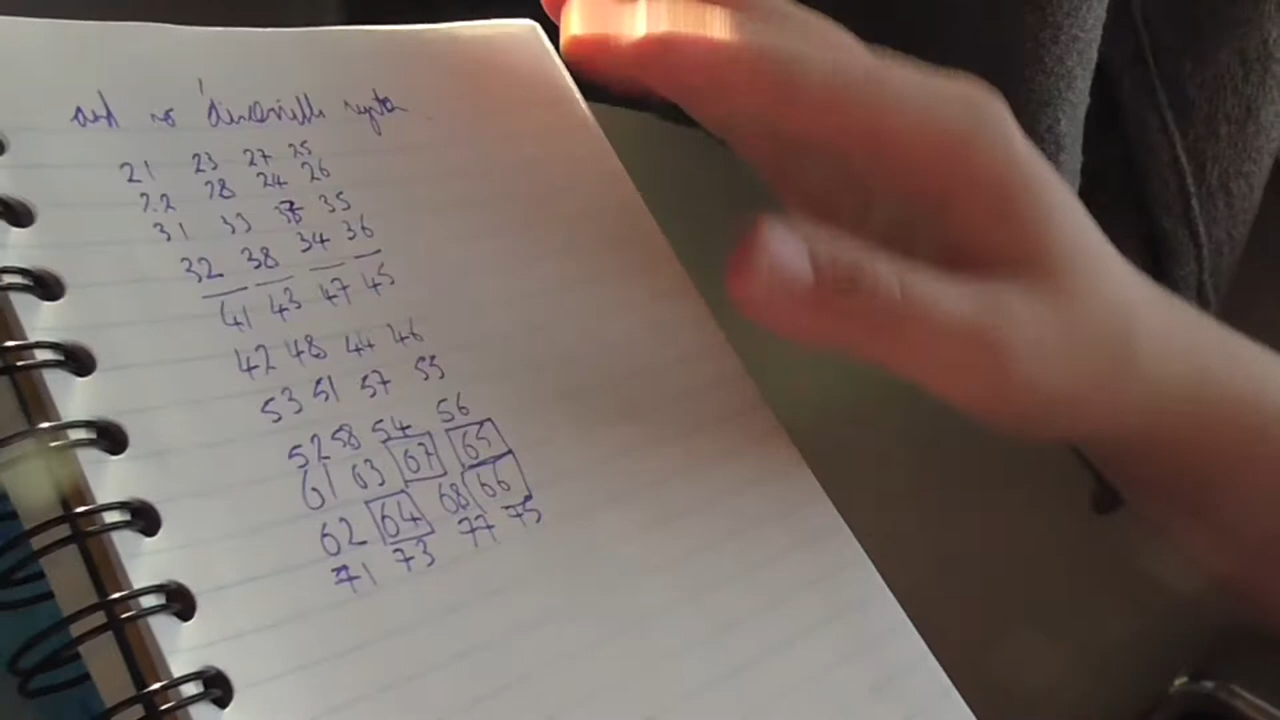 and no
21 23 27 25
22 28 24 26
31 33 35
32 38 34 36
41 43 47 45
42 48 44 46
53 51 57 55
52 58 54 56
61 63 67 65
62 64 68 66
71 73 77 75